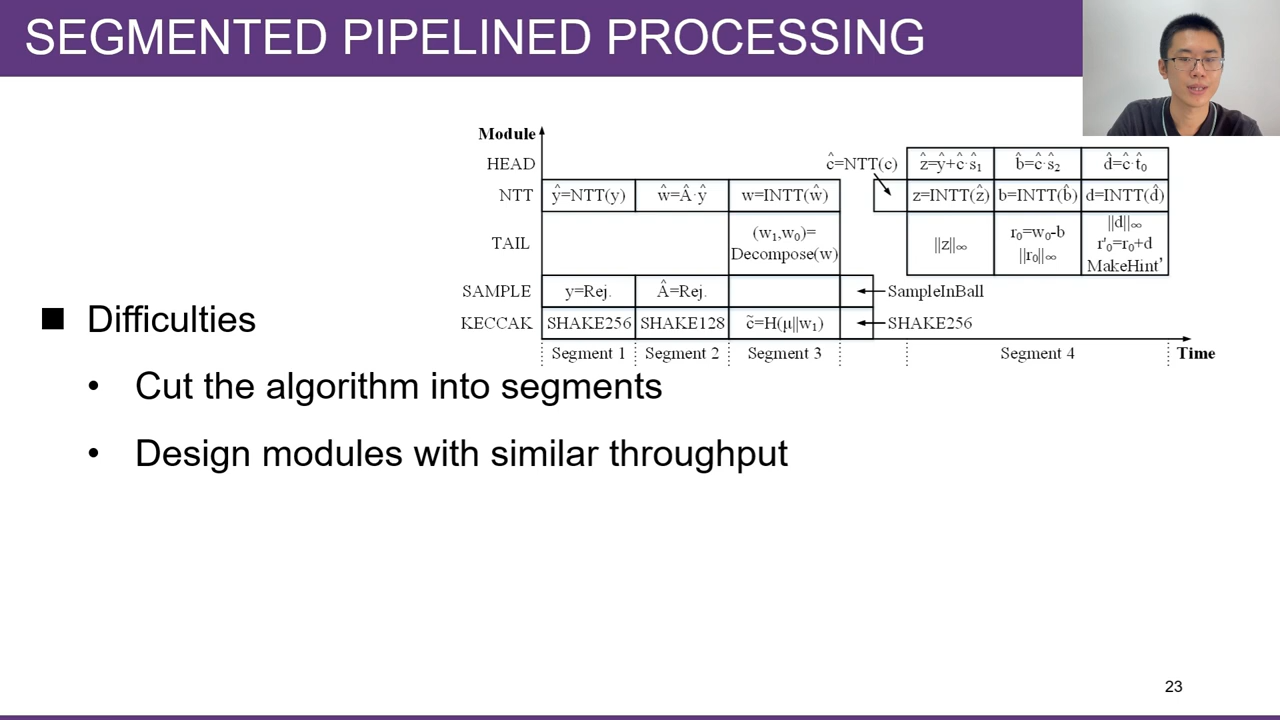 SEGMENTED PIPELINED PROCESSING
Module
HEAD
ĉ=NTT(c)
ẑ=ŷ+ĉ·ŝ₁
b̂=ĉ·ŝ₂
d̂=ĉ·t̂₀
NTT
ŷ=NTT(y)
ŵ=Â·ŷ
w=INTT(ŵ)
z=INTT(ẑ)
b=INTT(b̂)
d=INTT(d̂)
TAIL
(w₁,w₀)=
Decompose(w)
||z||∞
r₀=w₀-b
||r₀||∞
||d||∞
r'₀=r₀+d
MakeHint'
SAMPLE
y=Rej.
Â=Rej.
SampleInBall
KECCAK
SHAKE256
SHAKE128
c̃=H(μ||w₁)
SHAKE256
Segment 1
Segment 2
Segment 3
Segment 4
Time
■ Difficulties
• Cut the algorithm into segments
• Design modules with similar throughput
23